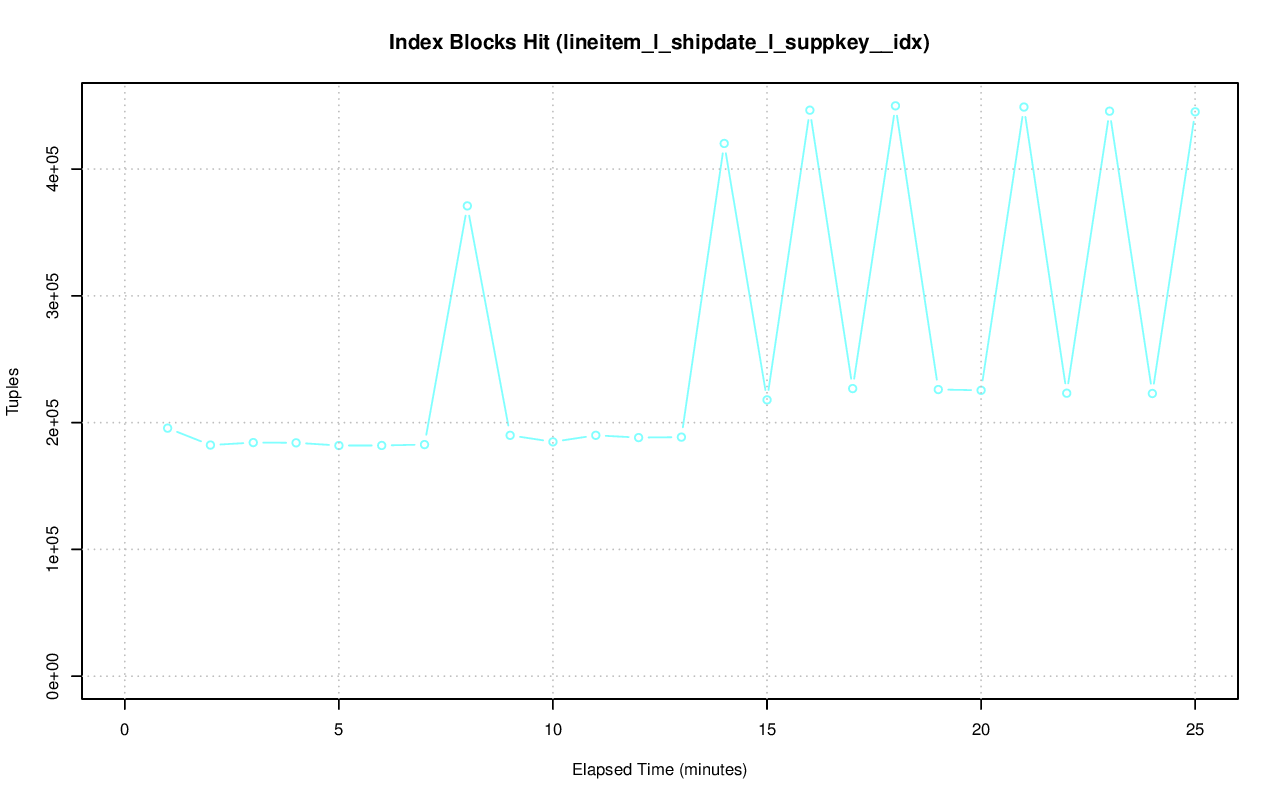 Index Blocks Hit (lineitem_l_shipdate_l_suppkey__idx)
Tuples
4e+05
3e+05
2e+05
1e+05
0e+00
0 5 10 15 20 25
Elapsed Time (minutes)